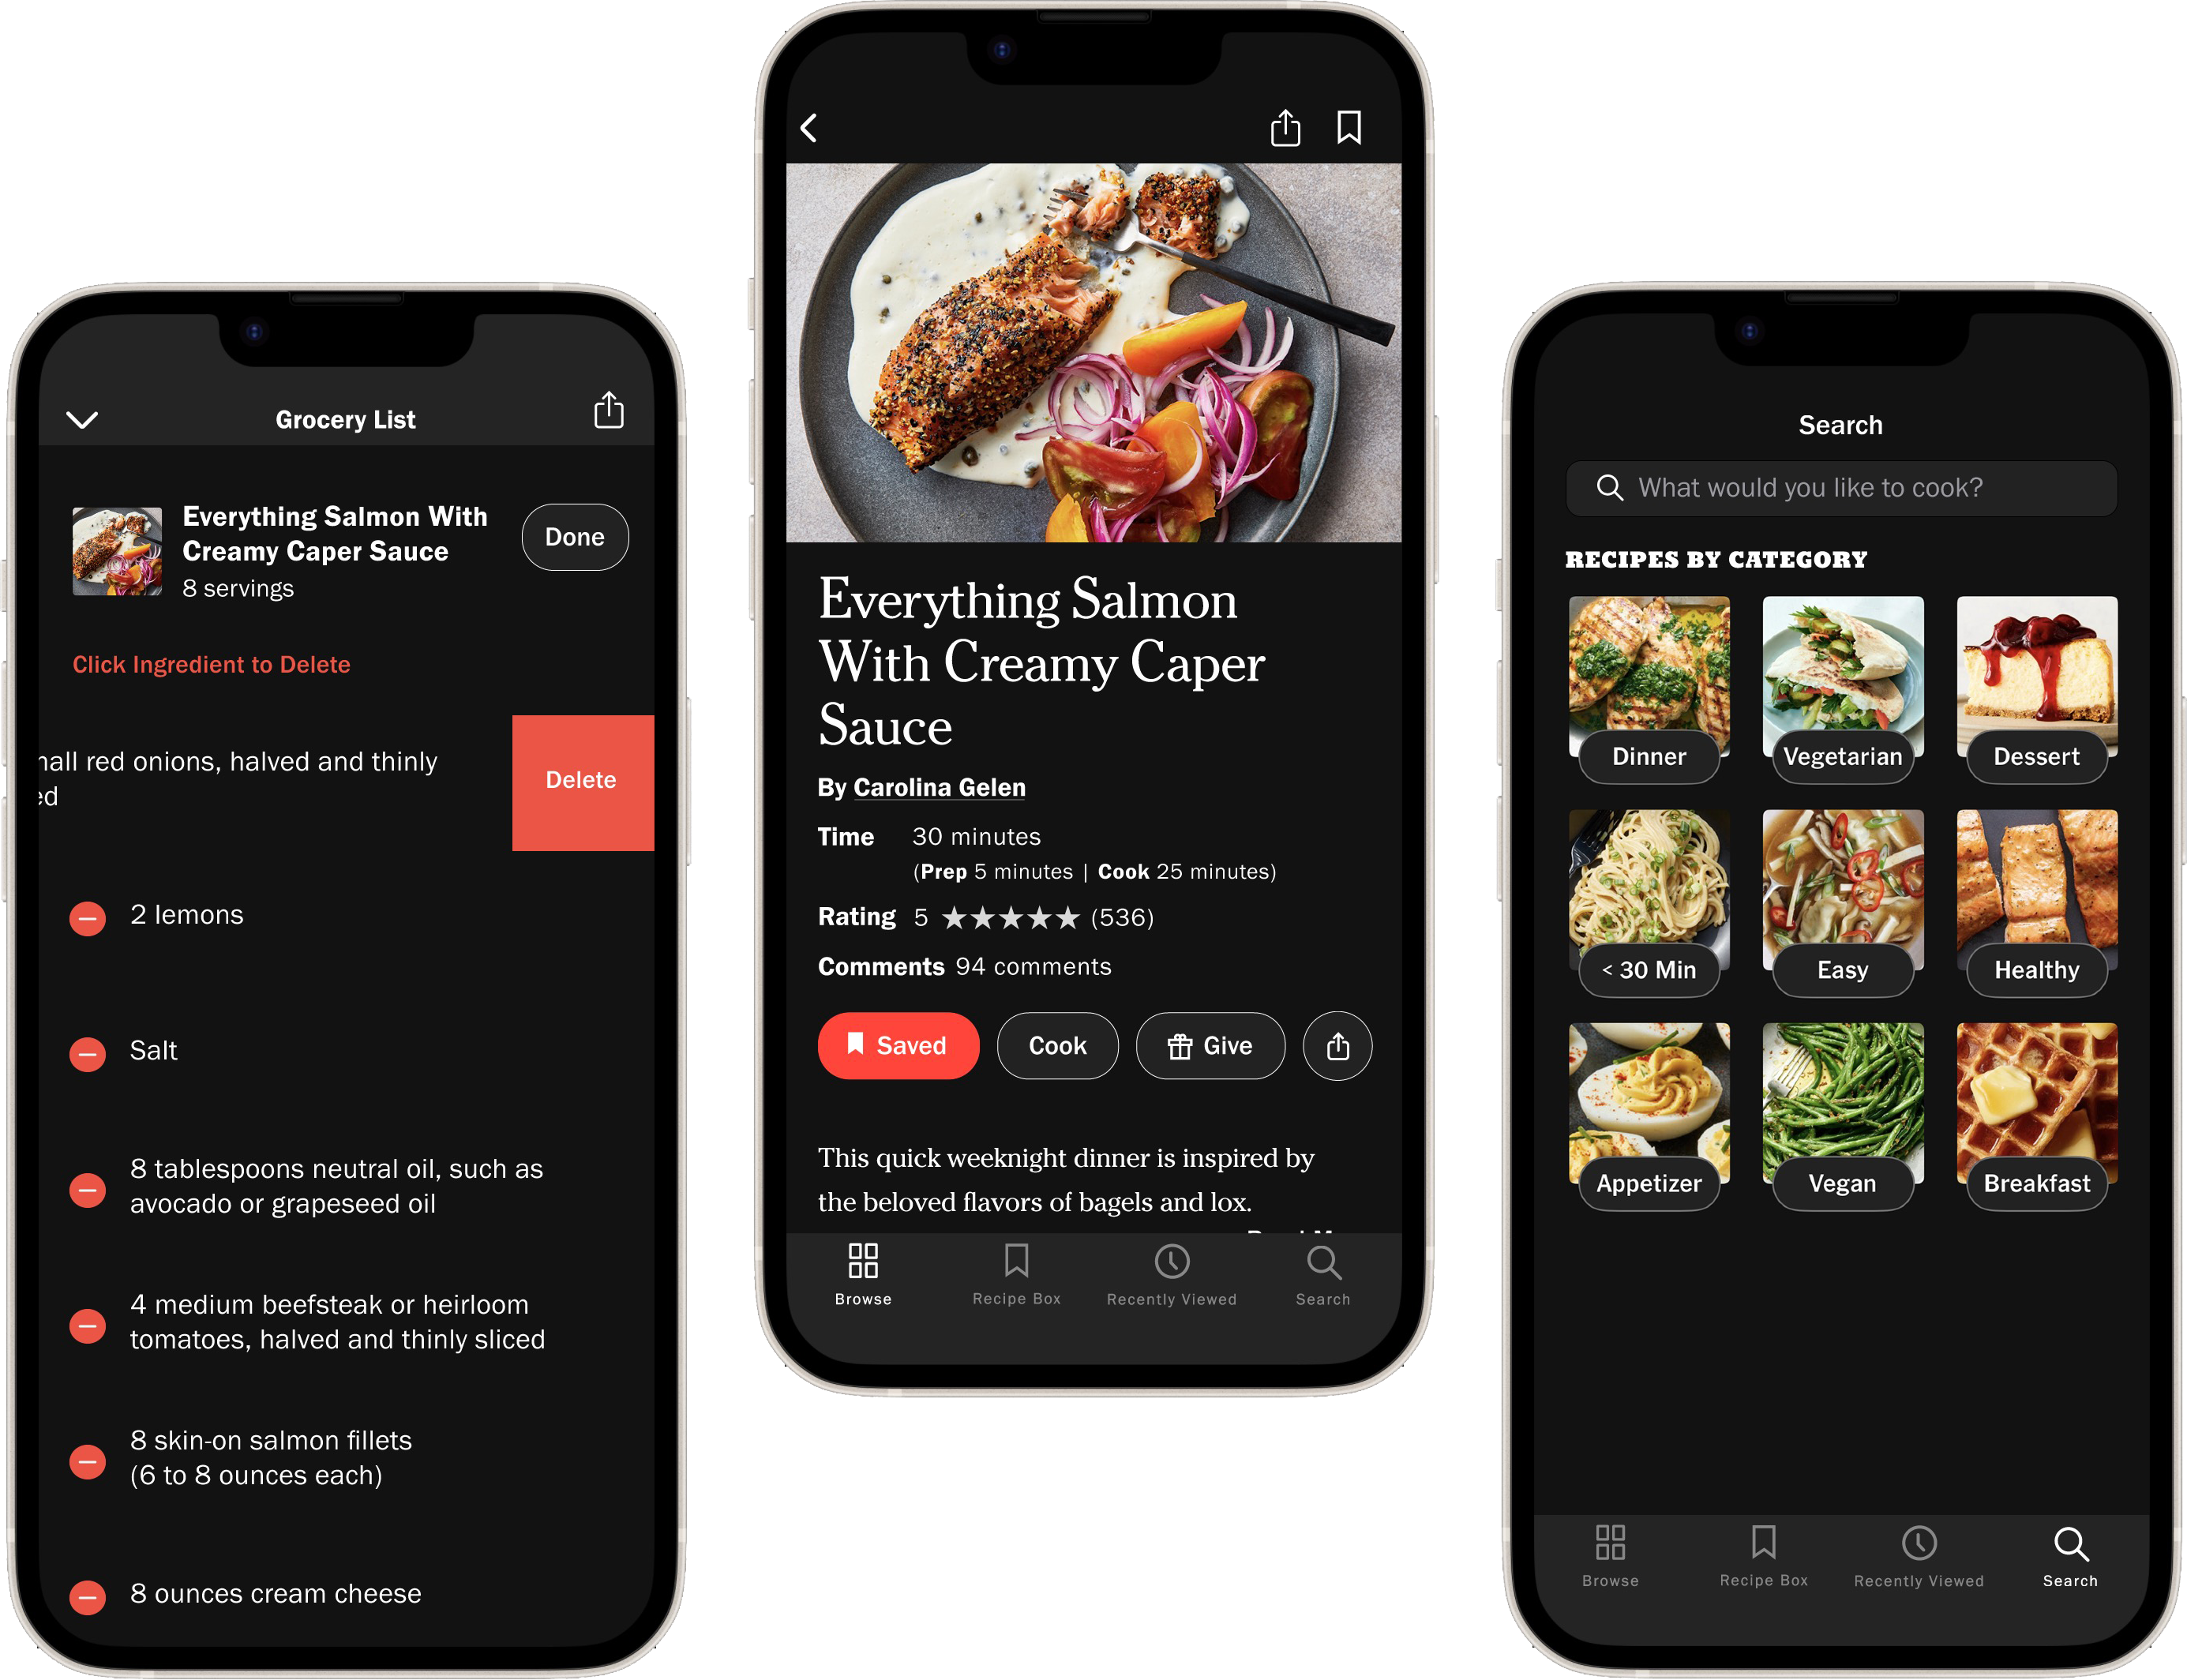 Grocery List
Everything Salmon With
Creamy Caper Sauce
8 servings
Done
Click Ingredient to Delete
red onions, halved and thinly
Delete
2 lemons
Salt
8 tablespoons neutral oil, such as
avocado or grapeseed oil
4 medium beefsteak or heirloom
tomatoes, halved and thinly sliced
8 skin-on salmon fillets
(6 to 8 ounces each)
8 ounces cream cheese
Everything Salmon
With Creamy Caper
Sauce
By Carolina Gelen
Time 30 minutes
(Prep 5 minutes | Cook 25 minutes)
Rating 5 ★★★★★ (536)
Comments 94 comments
Saved
Cook
Give
This quick weeknight dinner is inspired by
the beloved flavors of bagels and lox.
Browse
Recipe Box
Recently Viewed
Search
Search
What would you like to cook?
RECIPES BY CATEGORY
Dinner
Vegetarian
Dessert
< 30 Min
Easy
Healthy
Appetizer
Vegan
Breakfast
Browse
Recipe Box
Recently Viewed
Search